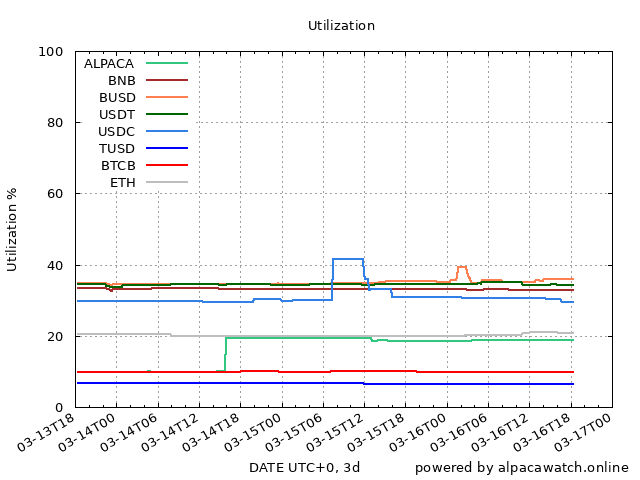 Utilization
Utilization %
100
80
60
40
20
0
ALPACA
BNB
BUSD
USDT
USDC
TUSD
BTCB
ETH
03-13T18
03-14T00
03-14T06
03-14T12
03-14T18
03-15T00
03-15T06
03-15T12
03-15T18
03-16T00
03-16T06
03-16T12
03-16T18
03-17T00
DATE UTC+0, 3d
powered by alpacawatch.online